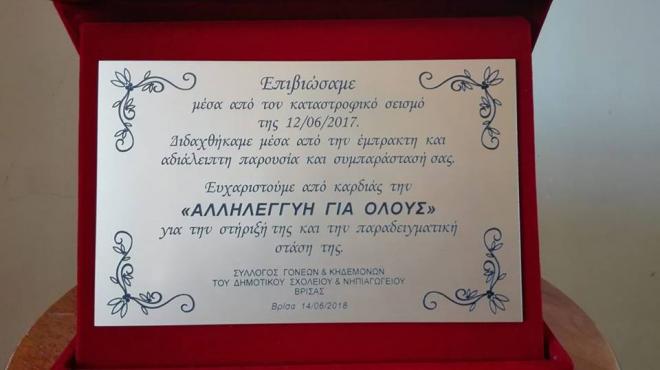 Επιβιώσαμε
μέσα από τον καταστροφικό σεισμό
της 12/06/2017.
Διδαχθήκαμε μέσα από την έμπρακτη και
αδιάλειπτη παρουσία και συμπαράστασή σας.
Ευχαριστούμε από καρδιάς την
«ΑΛΛΗΛΕΓΓΥΗ ΓΙΑ ΟΛΟΥΣ»
για την στήριξή της και την παραδειγματική
στάση της.
ΣΥΛΛΟΓΟΣ ΓΟΝΕΩΝ & ΚΗΔΕΜΟΝΩΝ
ΤΟΥ ΔΗΜΟΤΙΚΟΥ ΣΧΟΛΕΙΟΥ & ΝΗΠΙΑΓΩΓΕΙΟΥ
ΒΡΙΣΑΣ
Βρίσα 14/06/2018